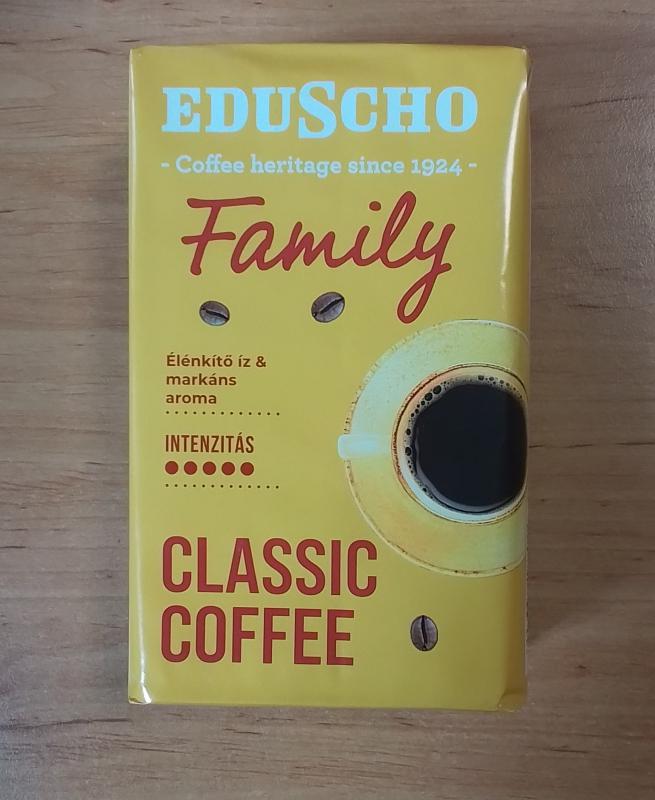 EDUSCHO
- Coffee heritage since 1924 -
Family
Élénkítő íz &
markáns
aroma
INTENZITÁS
CLASSIC
COFFEE